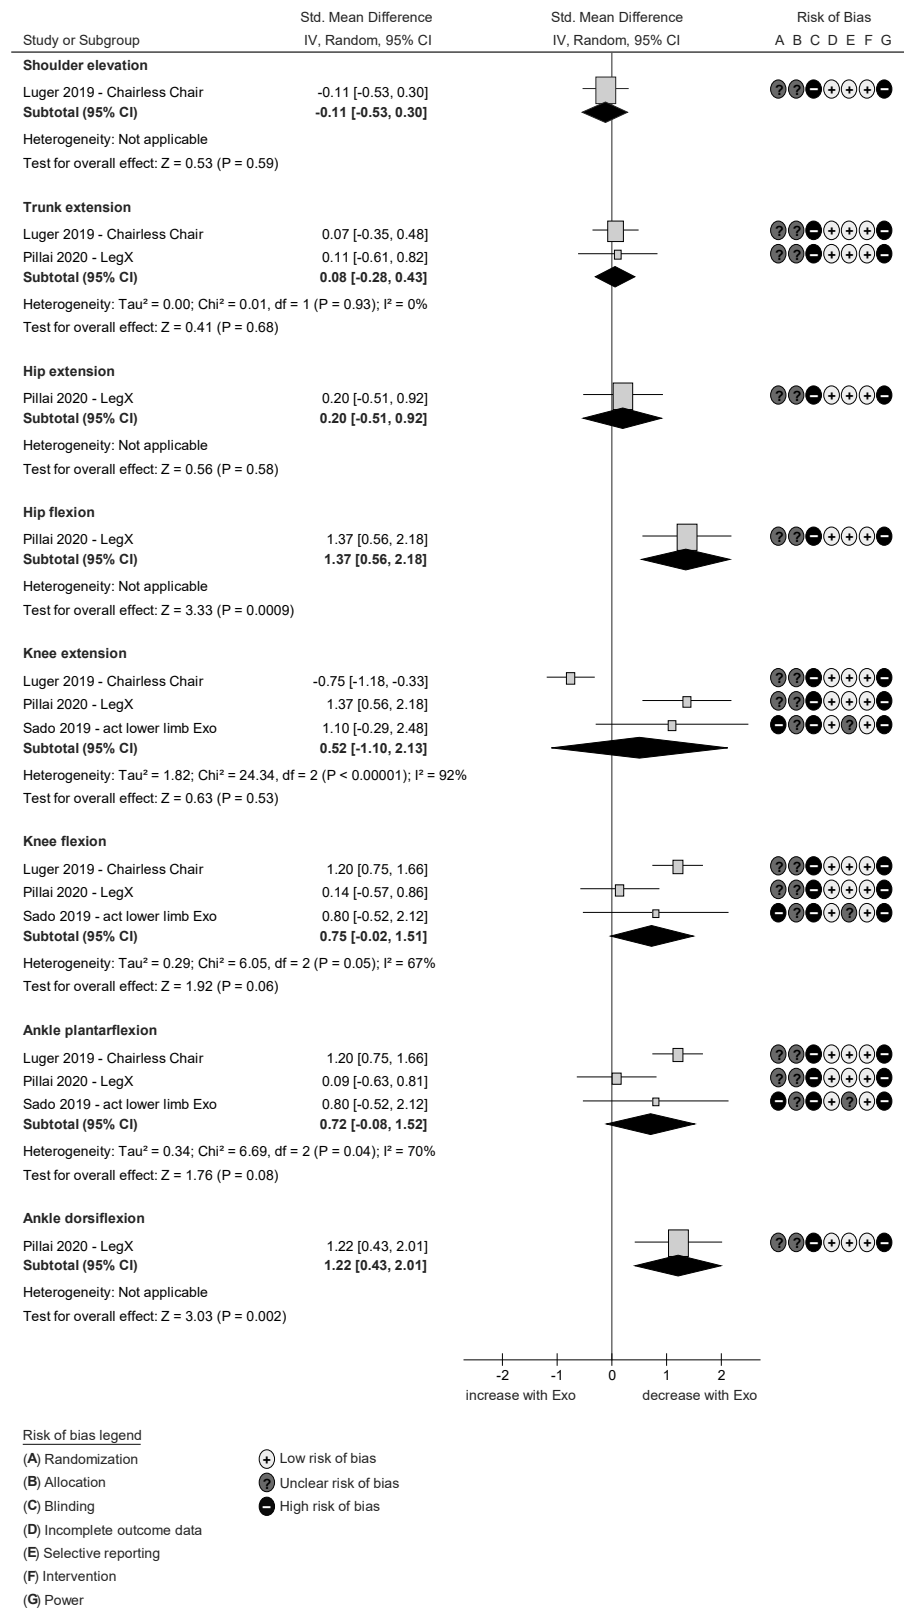 Std. Mean Difference Std. Mean Difference Risk of Bias
Study or Subgroup IV, Random, 95% CI IV, Random, 95% CI A B C D E F G
Shoulder elevation
Luger 2019 - Chairless Chair -0.11 [-0.53, 0.30] ? ? − + + + −
Subtotal (95% CI) -0.11 [-0.53, 0.30]
Heterogeneity: Not applicable
Test for overall effect: Z = 0.53 (P = 0.59)
Trunk extension
Luger 2019 - Chairless Chair 0.07 [-0.35, 0.48] ? ? − + + + −
Pillai 2020 - LegX 0.11 [-0.61, 0.82] ? ? − + + + −
Subtotal (95% CI) 0.08 [-0.28, 0.43]
Heterogeneity: Tau² = 0.00; Chi² = 0.01, df = 1 (P = 0.93); I² = 0%
Test for overall effect: Z = 0.41 (P = 0.68)
Hip extension
Pillai 2020 - LegX 0.20 [-0.51, 0.92] ? ? − + + + −
Subtotal (95% CI) 0.20 [-0.51, 0.92]
Heterogeneity: Not applicable
Test for overall effect: Z = 0.56 (P = 0.58)
Hip flexion
Pillai 2020 - LegX 1.37 [0.56, 2.18] ? ? − + + + −
Subtotal (95% CI) 1.37 [0.56, 2.18]
Heterogeneity: Not applicable
Test for overall effect: Z = 3.33 (P = 0.0009)
Knee extension
Luger 2019 - Chairless Chair -0.75 [-1.18, -0.33] ? ? − + + + −
Pillai 2020 - LegX 1.37 [0.56, 2.18] ? ? − + + + −
Sado 2019 - act lower limb Exo 1.10 [-0.29, 2.48] − ? − + ? + −
Subtotal (95% CI) 0.52 [-1.10, 2.13]
Heterogeneity: Tau² = 1.82; Chi² = 24.34, df = 2 (P < 0.00001); I² = 92%
Test for overall effect: Z = 0.63 (P = 0.53)
Knee flexion
Luger 2019 - Chairless Chair 1.20 [0.75, 1.66] ? ? − + + + −
Pillai 2020 - LegX 0.14 [-0.57, 0.86] ? ? − + + + −
Sado 2019 - act lower limb Exo 0.80 [-0.52, 2.12] − ? − + ? + −
Subtotal (95% CI) 0.75 [-0.02, 1.51]
Heterogeneity: Tau² = 0.29; Chi² = 6.05, df = 2 (P = 0.05); I² = 67%
Test for overall effect: Z = 1.92 (P = 0.06)
Ankle plantarflexion
Luger 2019 - Chairless Chair 1.20 [0.75, 1.66] ? ? − + + + −
Pillai 2020 - LegX 0.09 [-0.63, 0.81] ? ? − + + + −
Sado 2019 - act lower limb Exo 0.80 [-0.52, 2.12] − ? − + ? + −
Subtotal (95% CI) 0.72 [-0.08, 1.52]
Heterogeneity: Tau² = 0.34; Chi² = 6.69, df = 2 (P = 0.04); I² = 70%
Test for overall effect: Z = 1.76 (P = 0.08)
Ankle dorsiflexion
Pillai 2020 - LegX 1.22 [0.43, 2.01] ? ? − + + + −
Subtotal (95% CI) 1.22 [0.43, 2.01]
Heterogeneity: Not applicable
Test for overall effect: Z = 3.03 (P = 0.002)
-2 -1 0 1 2
increase with Exo decrease with Exo
Risk of bias legend
(A) Randomization + Low risk of bias
(B) Allocation ? Unclear risk of bias
(C) Blinding − High risk of bias
(D) Incomplete outcome data
(E) Selective reporting
(F) Intervention
(G) Power